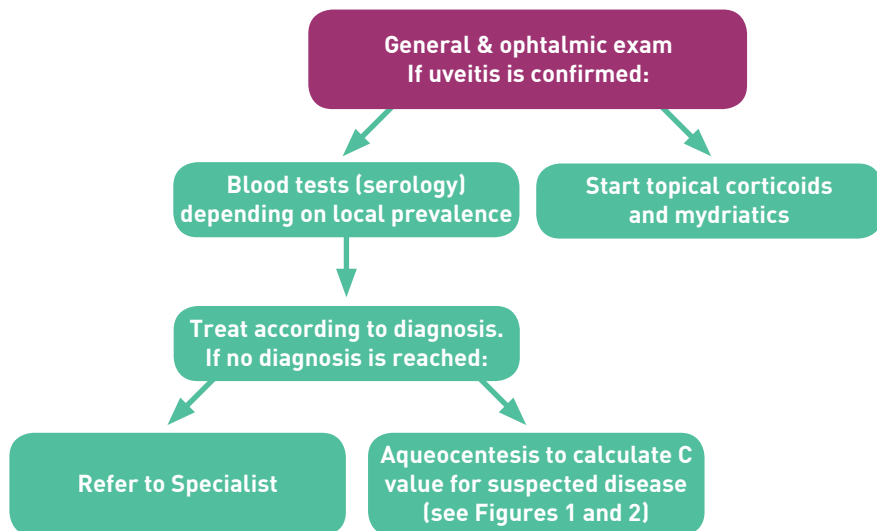 General & ophtalmic exam
If uveitis is confirmed:
Blood tests (serology)
depending on local prevalence
Start topical corticoids
and mydriatics
Treat according to diagnosis.
If no diagnosis is reached:
Refer to Specialist
Aqueocentesis to calculate C
value for suspected disease
(see Figures 1 and 2)